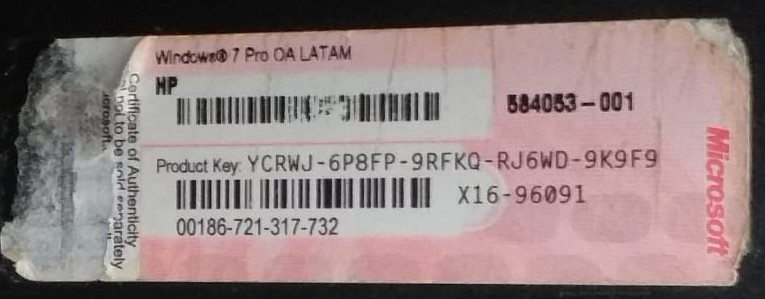 Windows® 7 Pro OA LATAM
HP
584053-001
Product Key: YCRWJ-6P8FP-9RFKQ-RJ6WD-9K9F9
X16-96091
00186-721-317-732
Certificate of Authenticity
not to be sold separately
Microsoft